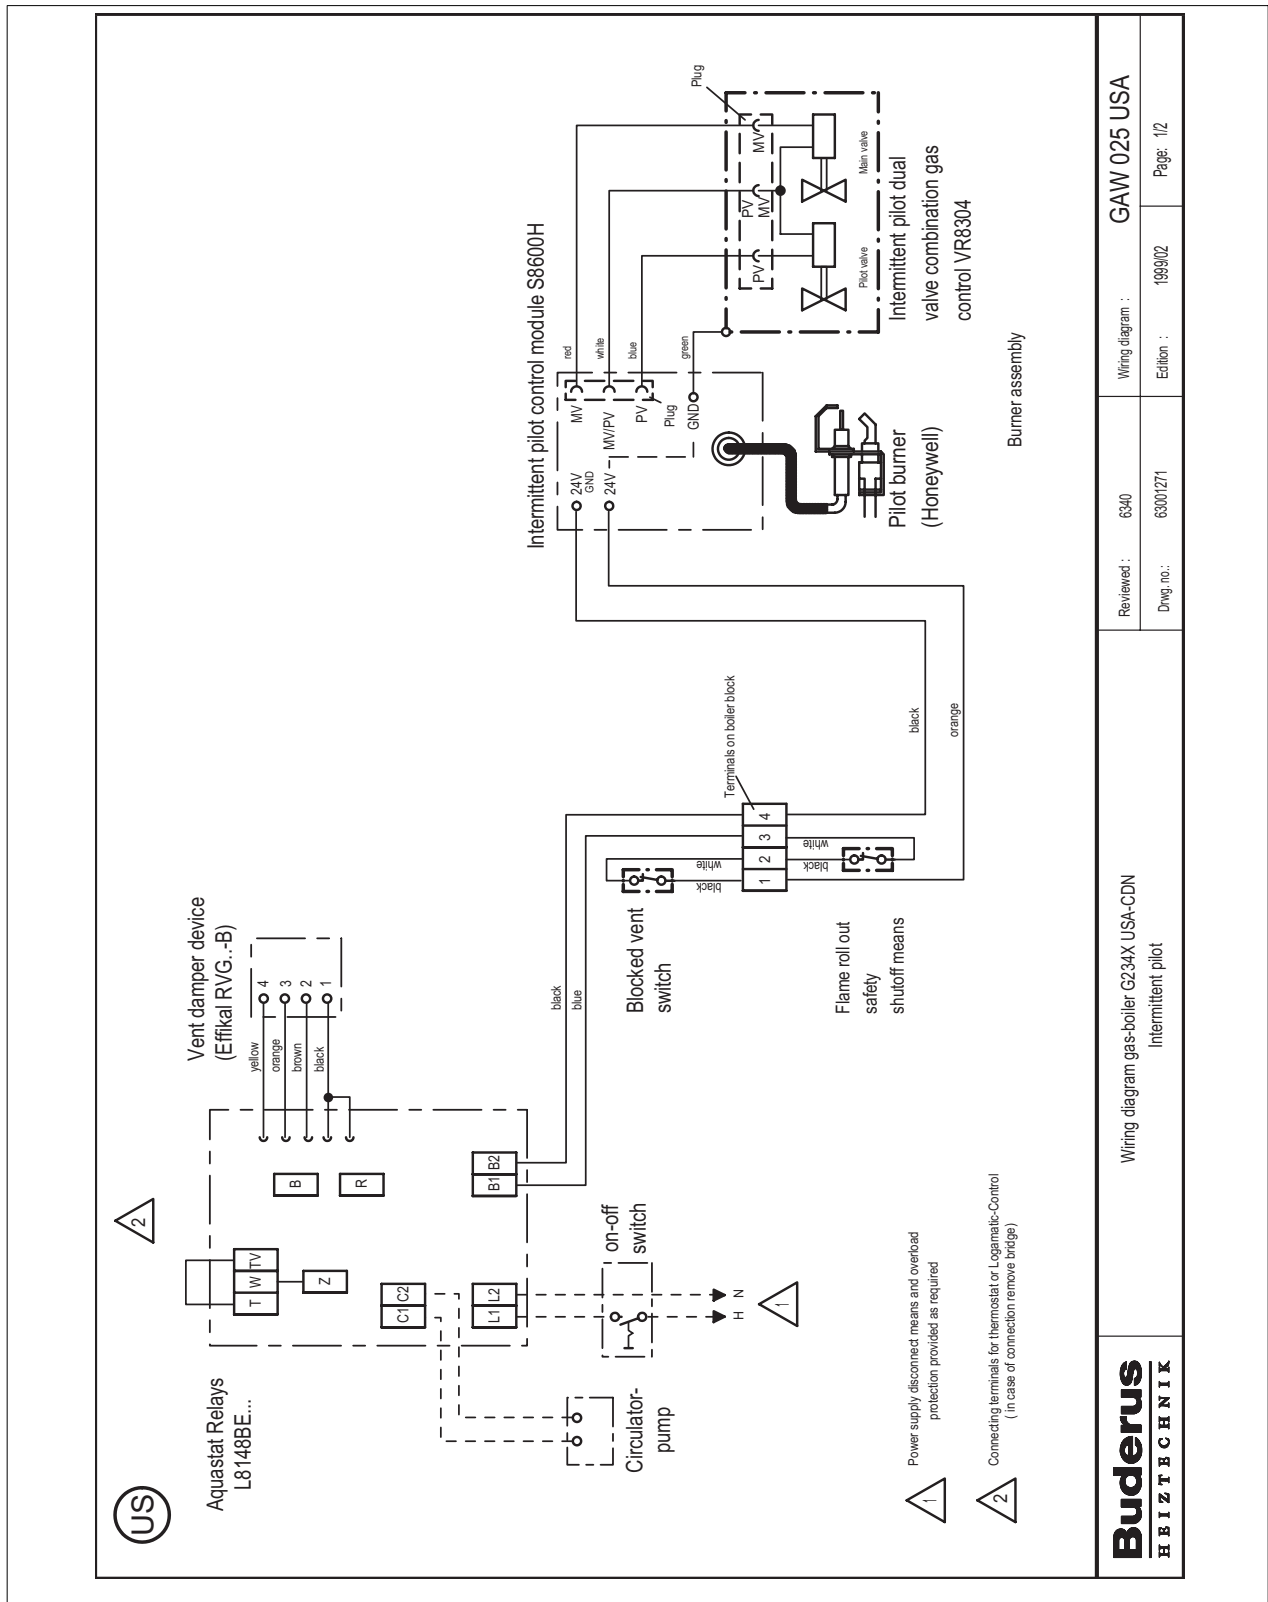 US
Aquastat Relays
L8148BE...
2
T
W
TV
Z
B
R
C1
C2
L1
L2
B1
B2
Vent damper device
(Effikal RVG..-B)
4
3
2
1
yellow
orange
brown
black
on-off
switch
H
N
1
Circulator-
pump
black
blue
Blocked vent
switch
black
white
Terminals on boiler block
1
2
3
4
black
white
Flame roll out
safety
shutoff means
black
orange
Intermittent pilot control module S8600H
24V
GND
24V
MV
MV/PV
PV
Plug
GND
red
white
blue
green
Plug
MV
PV
MV
PV
Main valve
Pilot valve
Intermittent pilot dual
valve combination gas
control VR8304
Pilot burner
(Honeywell)
Burner assembly
1
Power supply disconnect means and overload
protection provided as required
2
Connecting terminals for thermostat or Logamatic-Control
( in case of connection remove bridge)
Buderus
HEIZTECHNIK
Wiring diagram gas-boiler G234X USA-CDN
Intermittent pilot
Reviewed : 6340
Drwg. no.: 63001271
Wiring diagram : GAW 025 USA
Edition : 1999/02 Page: 1/2